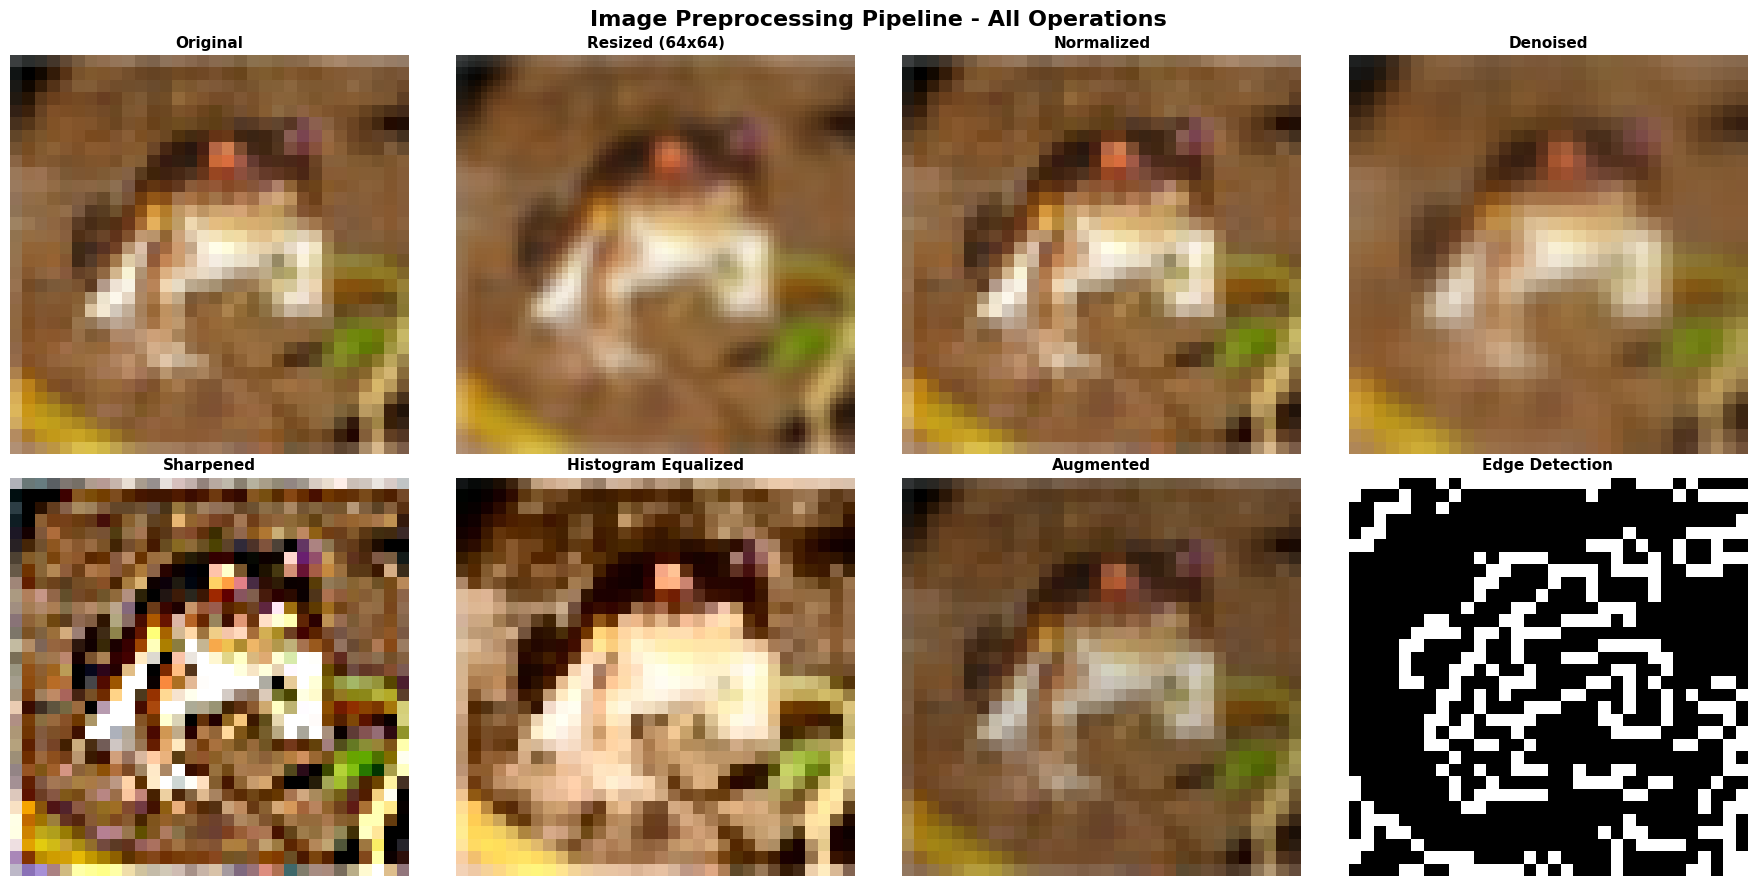 Image Preprocessing Pipeline - All Operations
Original
Resized (64x64)
Normalized
Denoised
Sharpened
Histogram Equalized
Augmented
Edge Detection